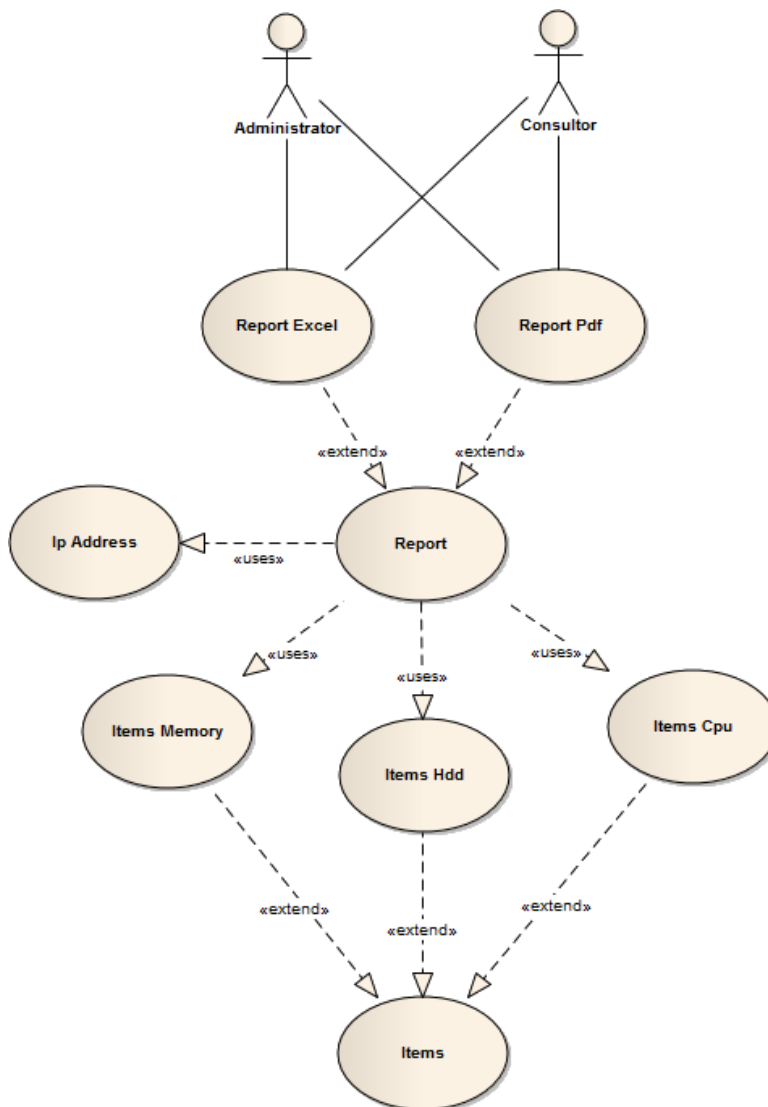 Administrator
Consultor
Report Excel
Report Pdf
«extend»
«extend»
Ip Address
«uses»
Report
«uses»
«uses»
«uses»
Items Memory
Items Hdd
Items Cpu
«extend»
«extend»
«extend»
Items